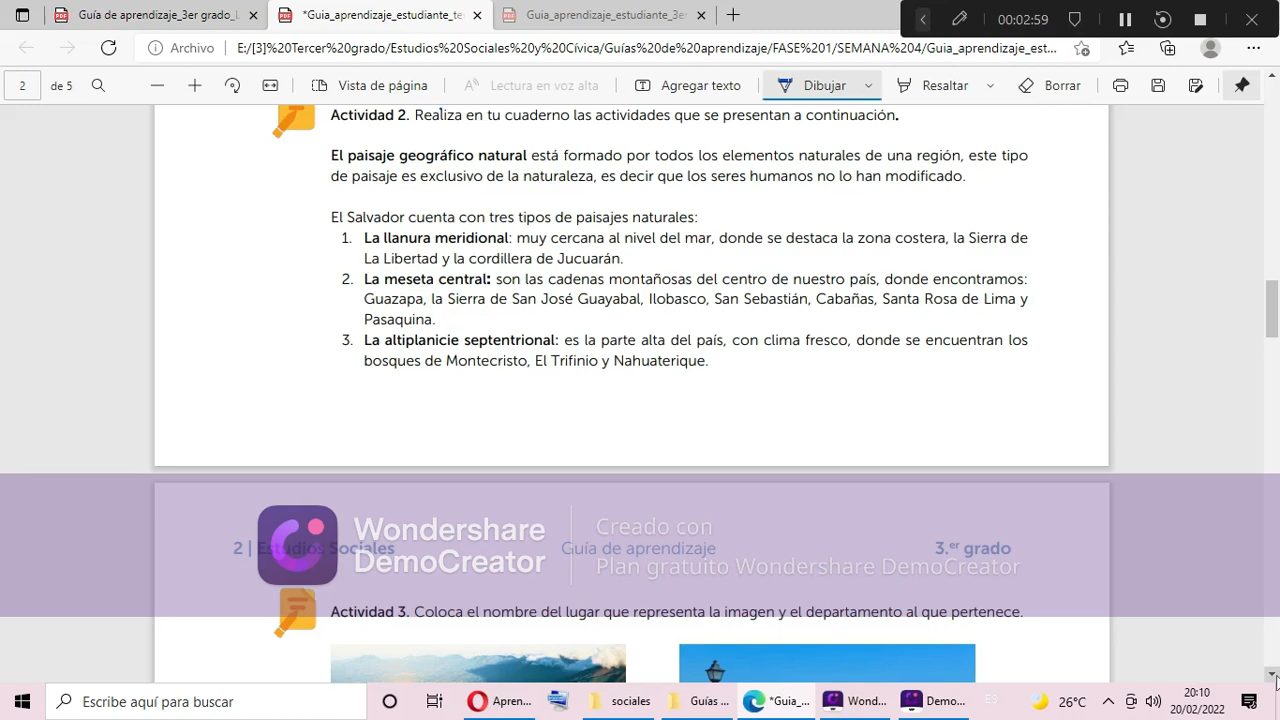 Guía de aprendizaje_3er grado_L
*Guia_aprendizaje_estudiante_te
Guia_aprendizaje_estudiante_3er
00:02:59
Archivo
E:/[3]%20Tercer%20grado/Estudios%20Sociales%20y%20Cívica/Guías%20de%20aprendizaje/FASE%201/SEMANA%204/Guia_aprendizaje_est...
2 de 5
Vista de página
Lectura en voz alta
Agregar texto
Dibujar
Resaltar
Borrar
Actividad 2. Realiza en tu cuaderno las actividades que se presentan a continuación.
El paisaje geográfico natural está formado por todos los elementos naturales de una región, este tipo
de paisaje es exclusivo de la naturaleza, es decir que los seres humanos no lo han modificado.
El Salvador cuenta con tres tipos de paisajes naturales:
1. La llanura meridional: muy cercana al nivel del mar, donde se destaca la zona costera, la Sierra de
La Libertad y la cordillera de Jucuarán.
2. La meseta central: son las cadenas montañosas del centro de nuestro país, donde encontramos:
Guazapa, la Sierra de San José Guayabal, Ilobasco, San Sebastián, Cabañas, Santa Rosa de Lima y
Pasaquina.
3. La altiplanicie septentrional: es la parte alta del país, con clima fresco, donde se encuentran los
bosques de Montecristo, El Trifinio y Nahuaterique.
Wondershare
DemoCreator
Creado con
Plan gratuito Wondershare DemoCreator
2 | Estudios Sociales
Guía de aprendizaje
3.er grado
Actividad 3. Coloca el nombre del lugar que representa la imagen y el departamento al que pertenece.
Escribe aquí para buscar
Apren...
sociales
Guías ...
*Guia_...
Wond...
Demo...
ES
26°C
20:10
20/02/2022